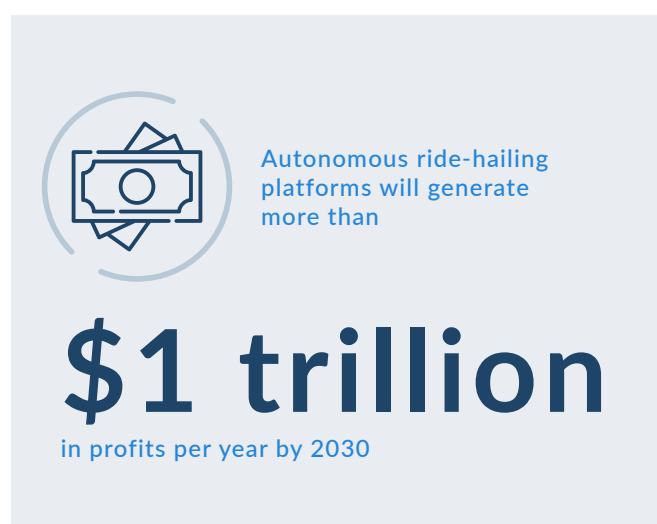 Autonomous ride-hailing
platforms will generate
more than
$1 trillion
in profits per year by 2030